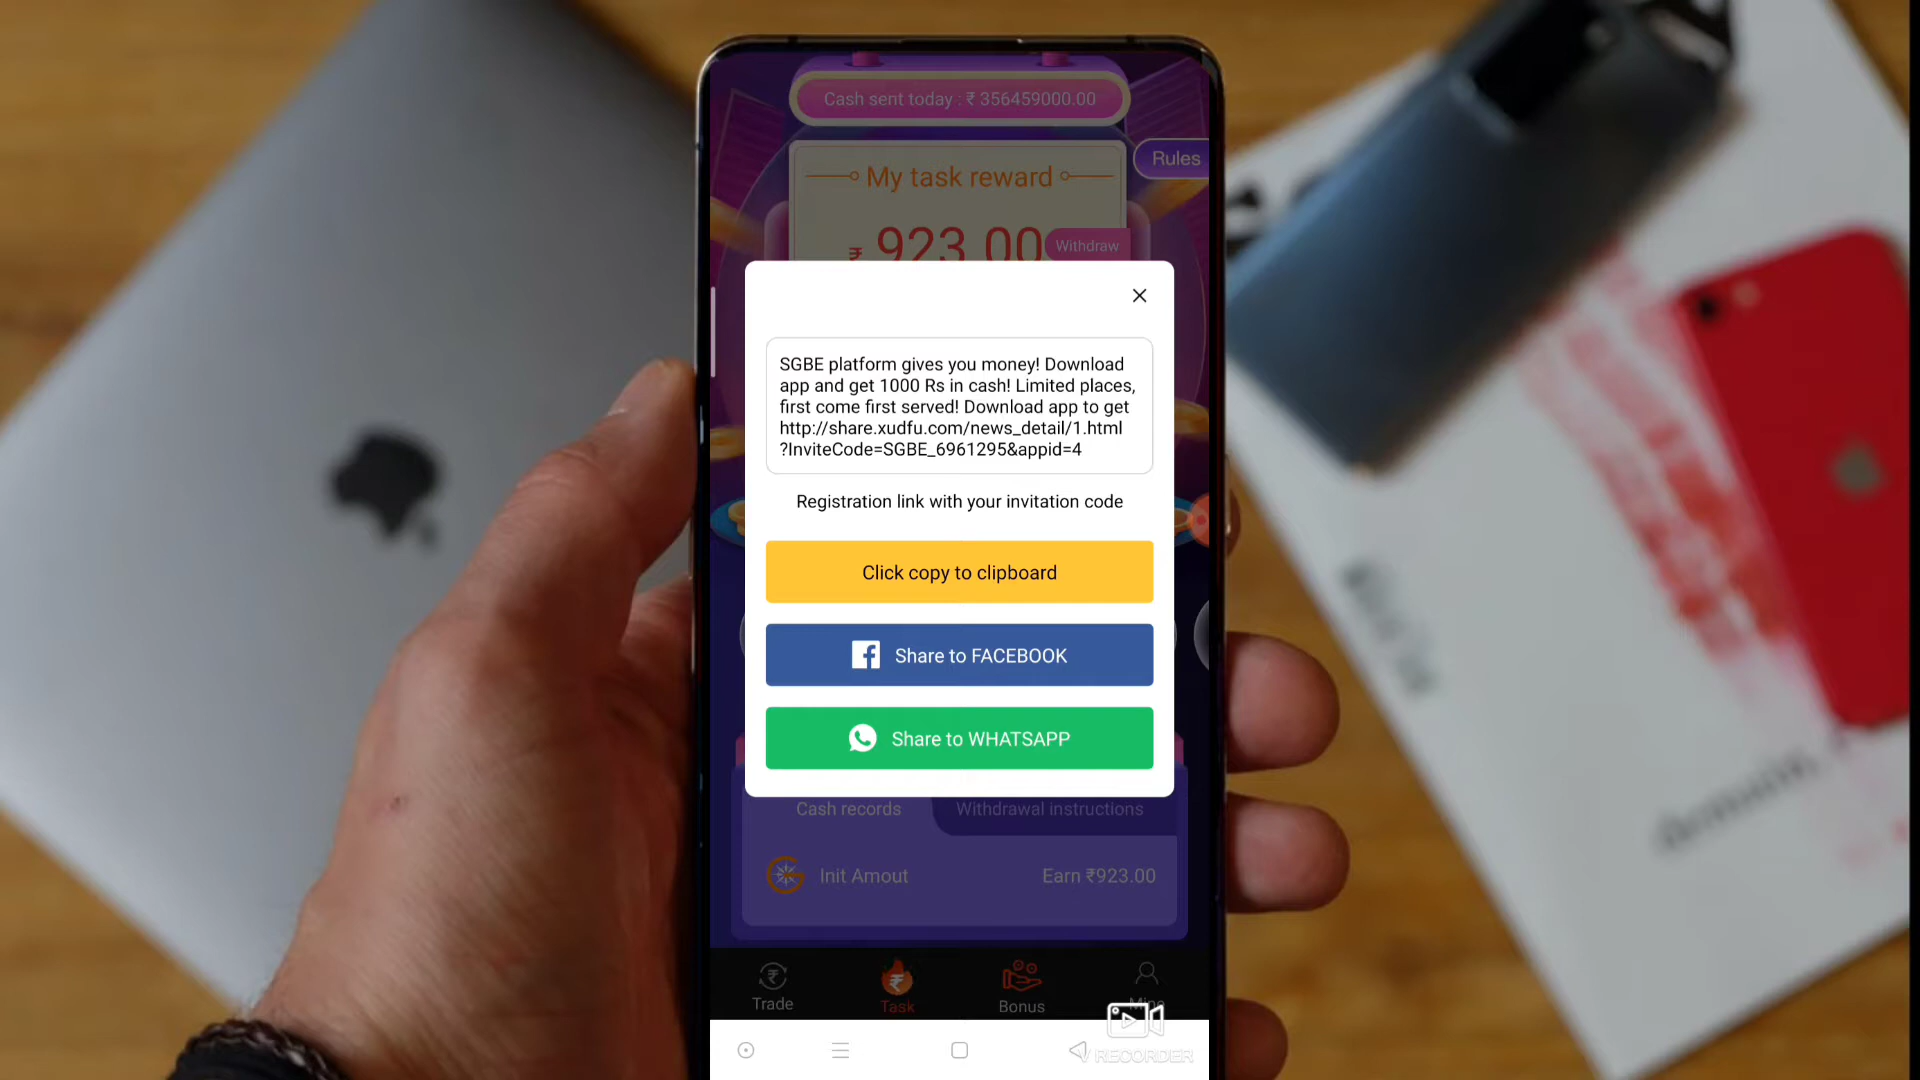 Cash sent today : ₹ 356459000.00
Rules
My task reward
₹ 923.00
Withdraw
SGBE platform gives you money! Download
app and get 1000 Rs in cash! Limited places,
first come first served! Download app to get
http://share.xudfu.com/news_detail/1.html
?InviteCode=SGBE_6961295&appid=4
Registration link with your invitation code
Click copy to clipboard
Share to FACEBOOK
Share to WHATSAPP
Cash records
Withdrawal instructions
Init Amout
Earn ₹923.00
Trade
Task
Bonus
Mine
V RECORDER